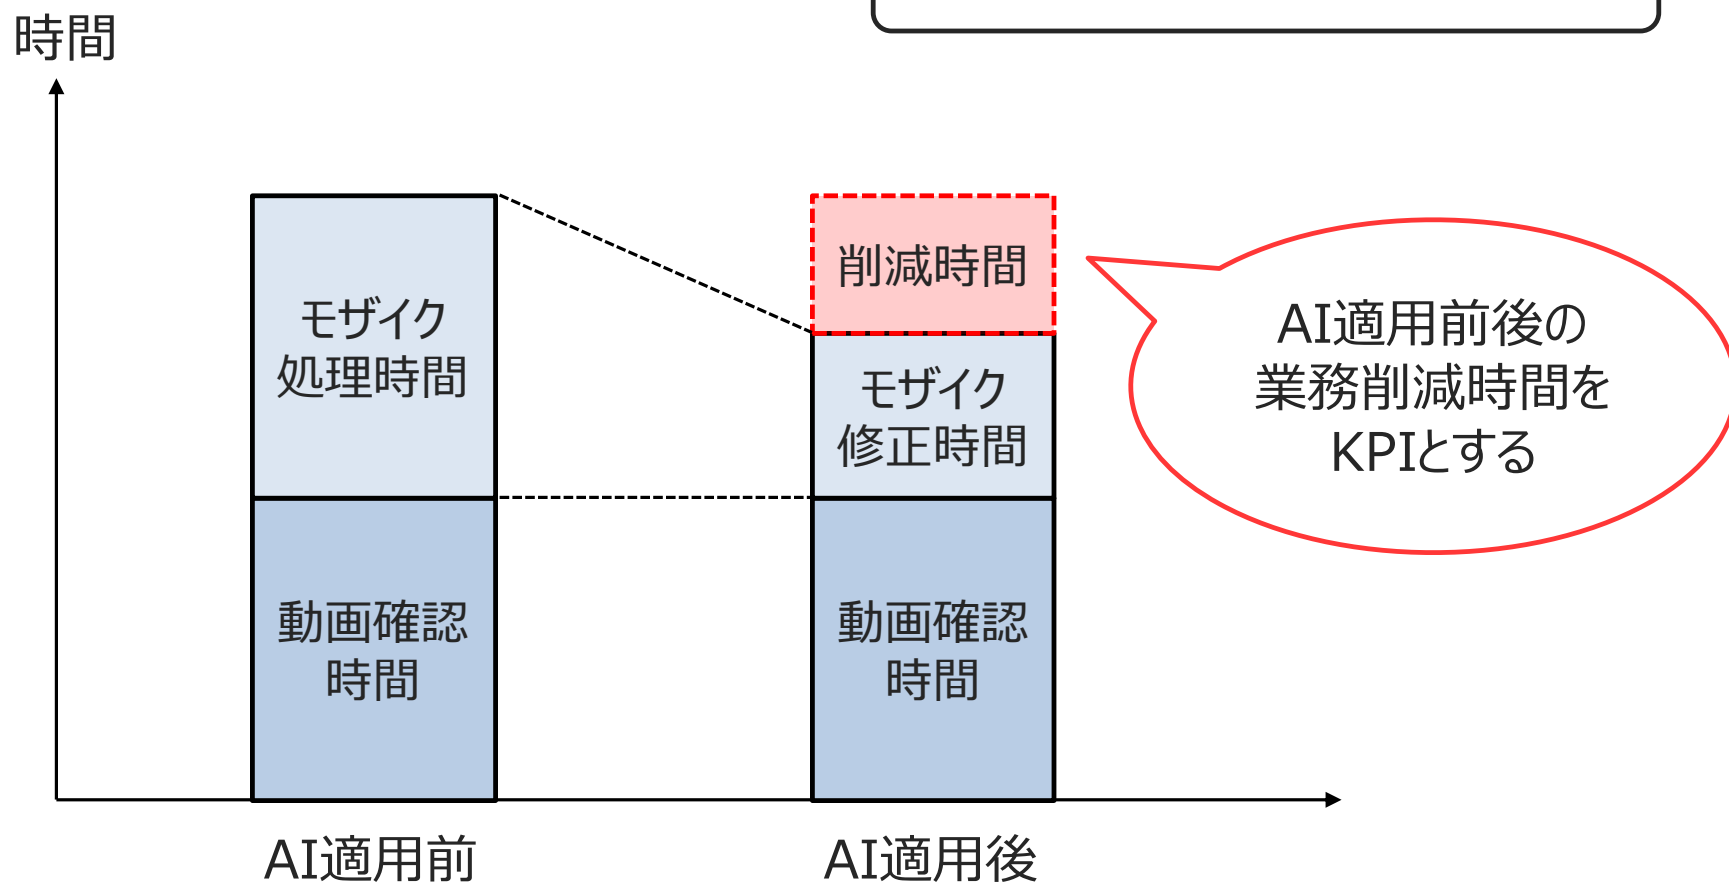 時間
モザイク
処理時間
動画確認
時間
削減時間
モザイク
修正時間
動画確認
時間
AI適用前後の
業務削減時間を
KPIとする
AI適用前
AI適用後